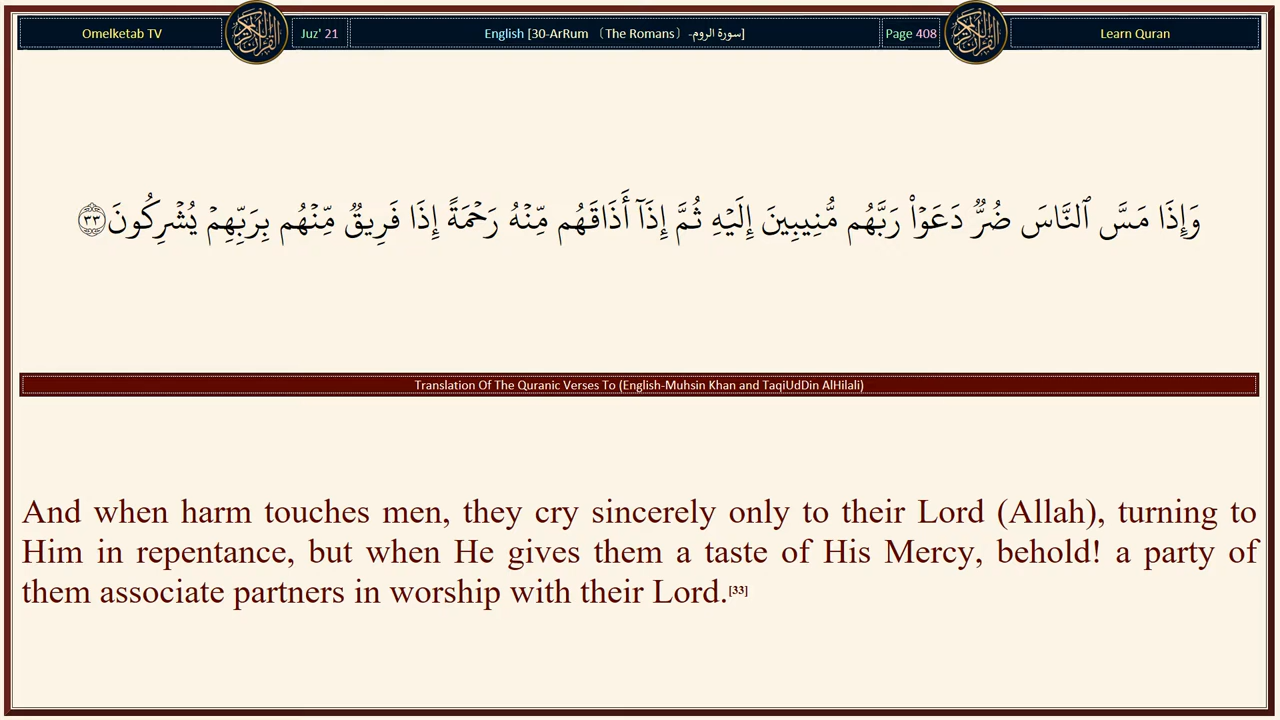 Omelketab TV
Juz' 21
English [30-ArRum （The Romans）-سورة الروم]
Page 408
Learn Quran
وَإِذَا مَسَّ ٱلنَّاسَ ضُرٌّ دَعَوۡاْ رَبَّهُم مُّنِيبِينَ إِلَيۡهِ ثُمَّ إِذَآ أَذَاقَهُم مِّنۡهُ رَحۡمَةً إِذَا فَرِيقٌ مِّنۡهُم بِرَبِّهِمۡ يُشۡرِكُونَ ٣٣
Translation Of The Quranic Verses To (English-Muhsin Khan and TaqiUdDin AlHilali)
And when harm touches men, they cry sincerely only to their Lord (Allah), turning to
Him in repentance, but when He gives them a taste of His Mercy, behold! a party of
them associate partners in worship with their Lord.[33]